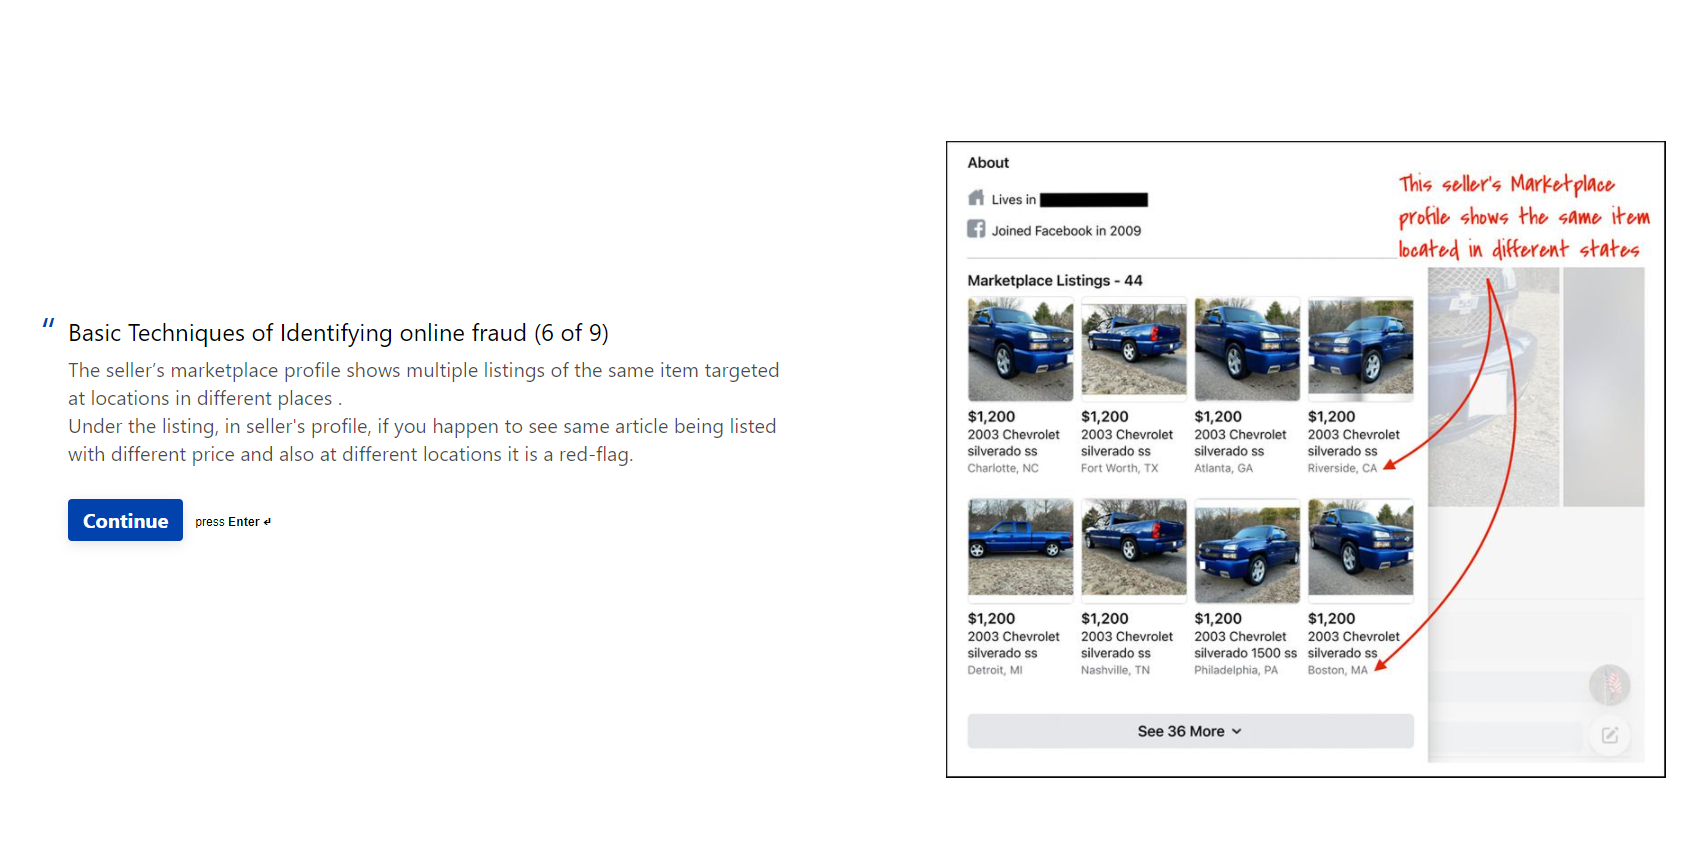 “
Basic Techniques of Identifying online fraud (6 of 9)
The seller’s marketplace profile shows multiple listings of the same item targeted
at locations in different places .
Under the listing, in seller's profile, if you happen to see same article being listed
with different price and also at different locations it is a red-flag.
Continue
press Enter ↵
About
Lives in
Joined Facebook in 2009
This seller's Marketplace
profile shows the same item
located in different states
Marketplace Listings - 44
$1,200 $1,200 $1,200 $1,200
2003 Chevrolet 2003 Chevrolet 2003 Chevrolet 2003 Chevrolet
silverado ss silverado ss silverado ss silverado ss
Charlotte, NC Fort Worth, TX Atlanta, GA Riverside, CA
$1,200 $1,200 $1,200 $1,200
2003 Chevrolet 2003 Chevrolet 2003 Chevrolet 2003 Chevrolet
silverado ss silverado ss silverado 1500 ss silverado ss
Detroit, MI Nashville, TN Philadelphia, PA Boston, MA
See 36 More